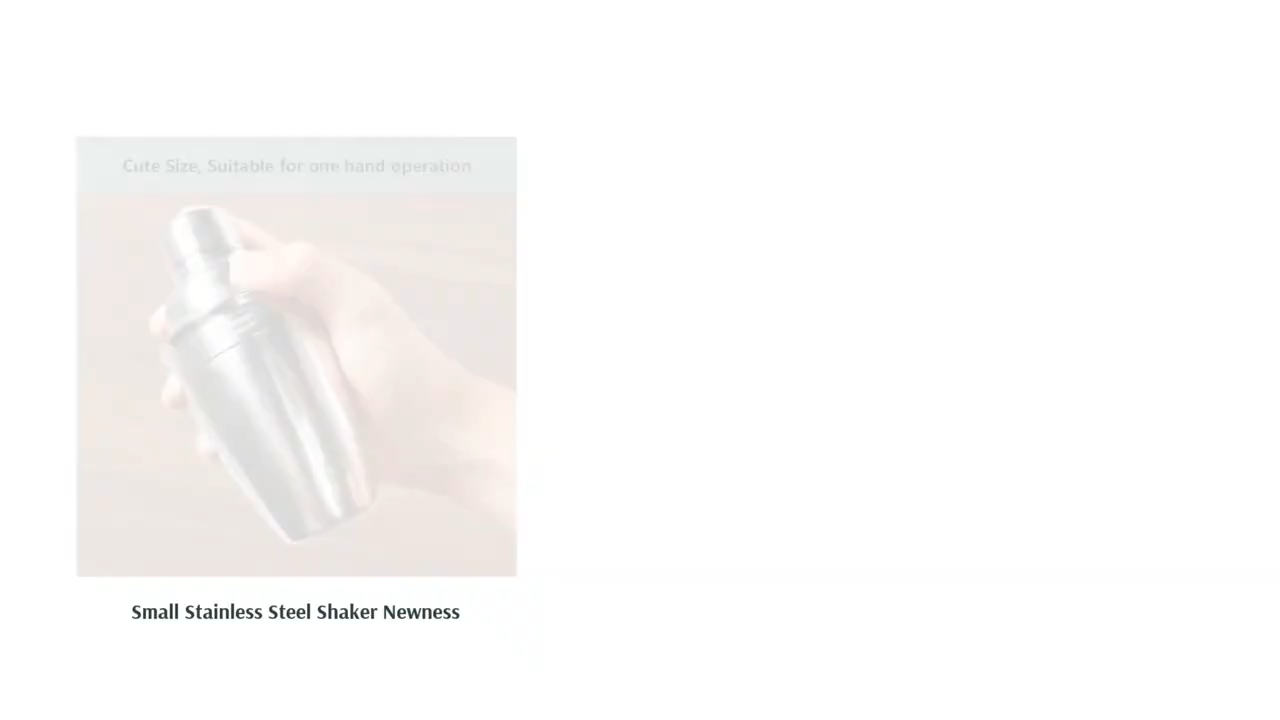 Cute Size, Suitable for one hand operation
Small Stainless Steel Shaker Newness